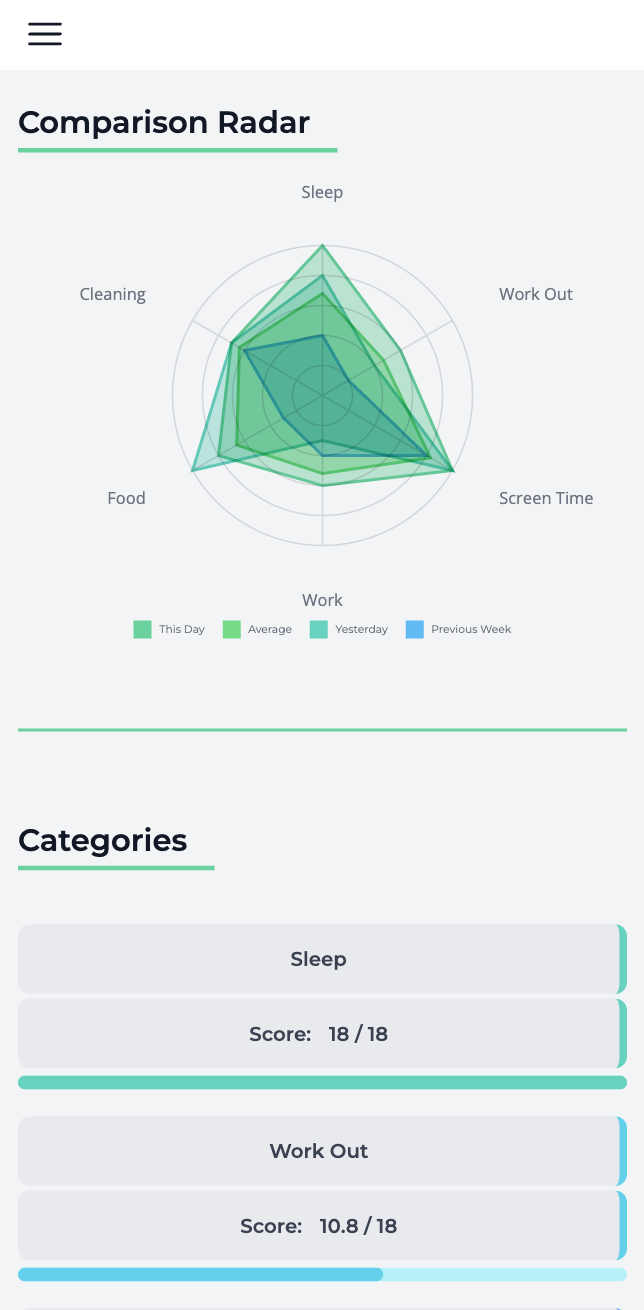 Comparison Radar
Sleep
Cleaning
Work Out
Food
Screen Time
Work
This Day
Average
Yesterday
Previous Week
Categories
Sleep
Score: 18 / 18
Work Out
Score: 10.8 / 18